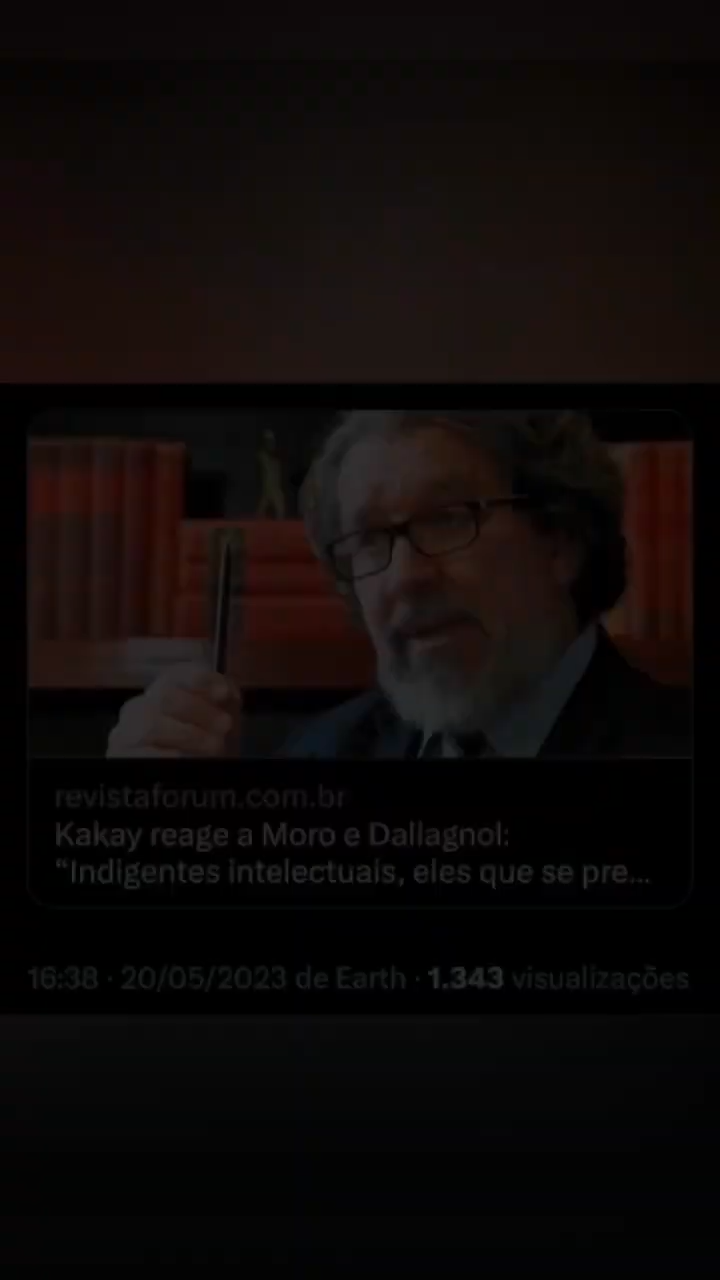 revistaforum.com.br
Kakay reage a Moro e Dallagnol:
“Indigentes intelectuais, eles que se pre...
16:38 · 20/05/2023 de Earth · 1.343 visualizações